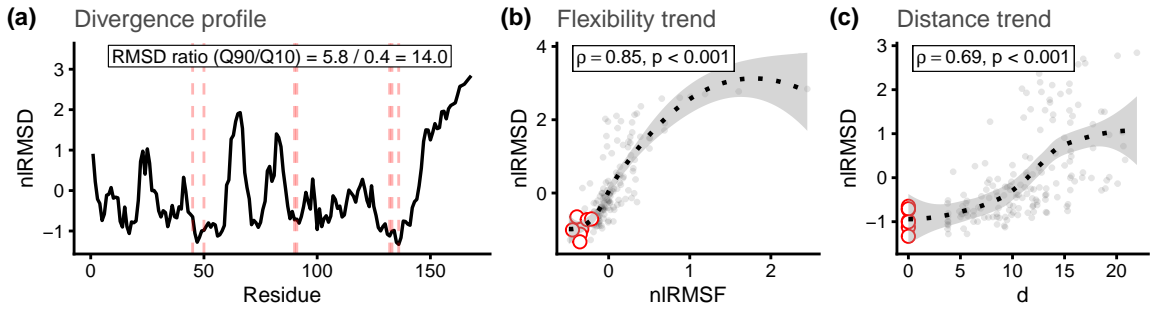 (a) Divergence profile
RMSD ratio (Q90/Q10) = 5.8 / 0.4 = 14.0
nlRMSD
3
2
1
0
−1
0 50 100 150
Residue
(b) Flexibility trend
ρ = 0.85, p < 0.001
nlRMSD
4
2
0
0 1 2
nlRMSF
(c) Distance trend
ρ = 0.69, p < 0.001
nlRMSD
3
2
1
0
−1
0 5 10 15 20
d